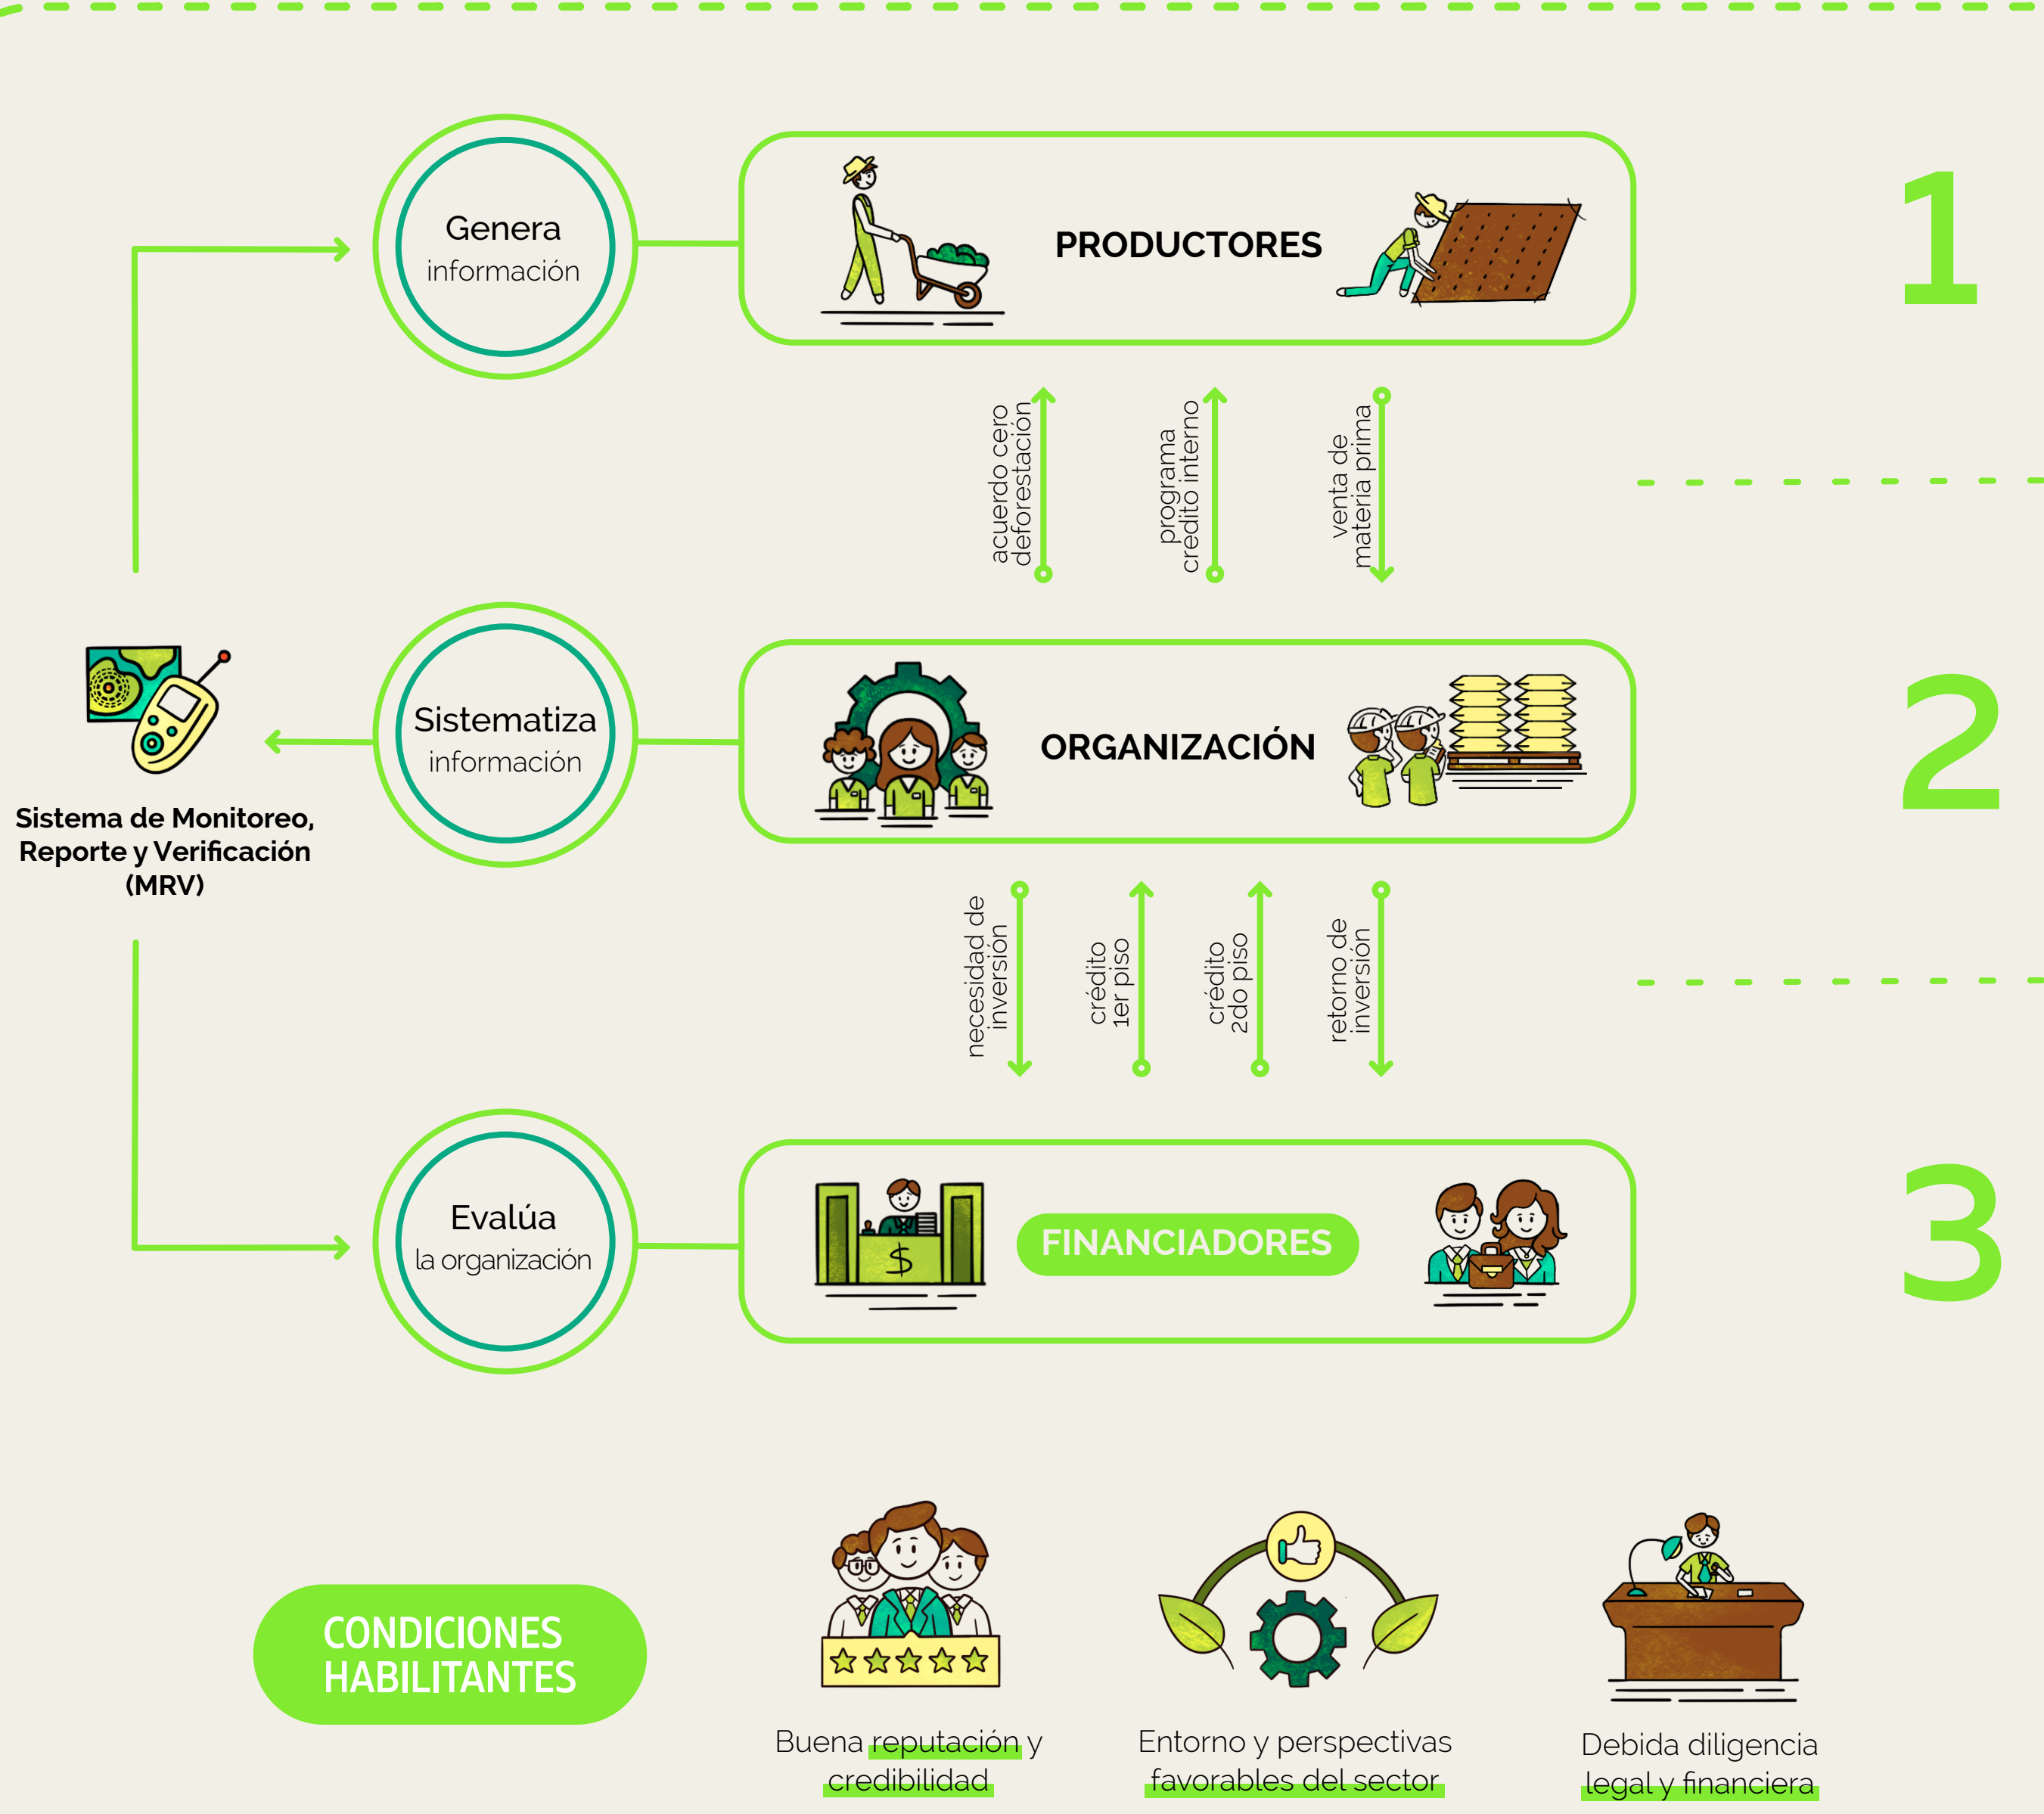 Genera
información
PRODUCTORES
1
acuerdo cero
deforestación
programa
crédito interno
venta de
materia prima
Sistematiza
información
ORGANIZACIÓN
2
Sistema de Monitoreo,
Reporte y Verificación
(MRV)
necesidad de
inversión
crédito
1er piso
crédito
2do piso
retorno de
inversión
Evalúa
la organización
$
FINANCIADORES
3
CONDICIONES
HABILITANTES
Buena reputación y
credibilidad
Entorno y perspectivas
favorables del sector
Debida diligencia
legal y financiera